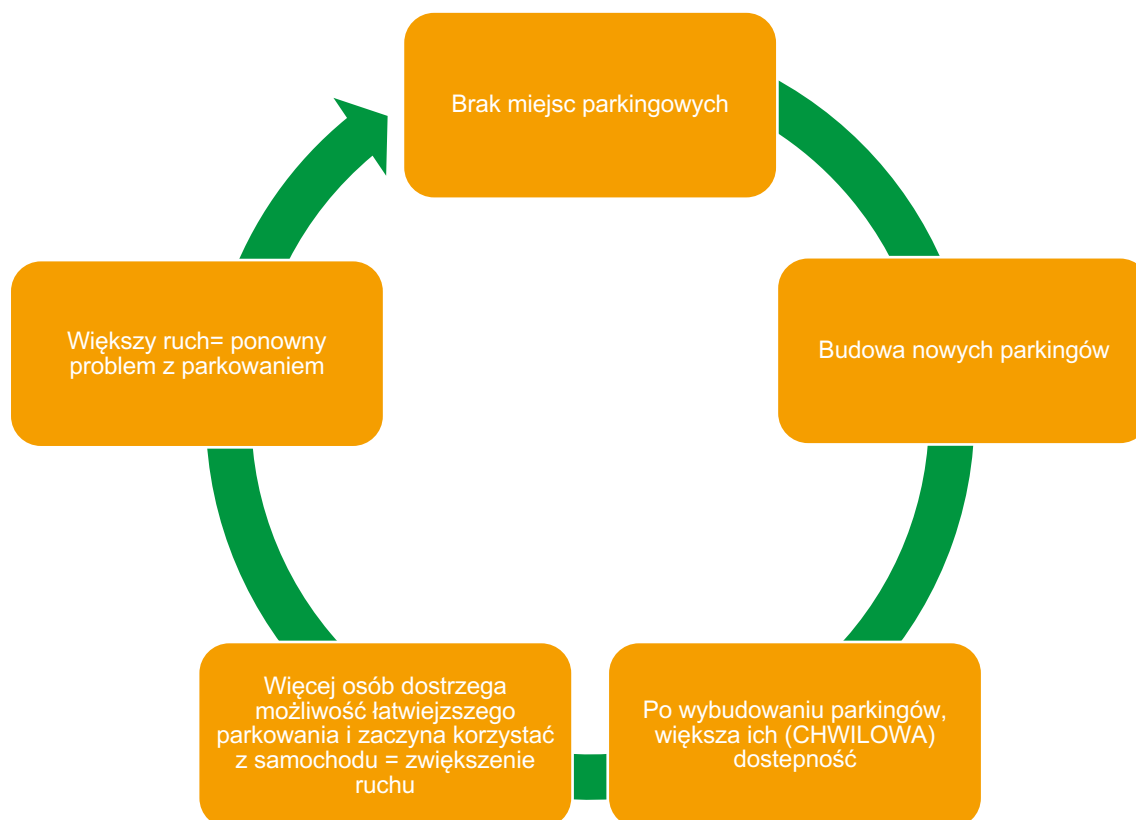 Brak miejsc parkingowych
Budowa nowych parkingów
Po wybudowaniu parkingów,
większa ich (CHWILOWA)
dostepność
Więcej osób dostrzega
możliwość łatwiejzszego
parkowania i zaczyna korzystać
z samochodu = zwiększenie
ruchu
Większy ruch= ponowny
problem z parkowaniem